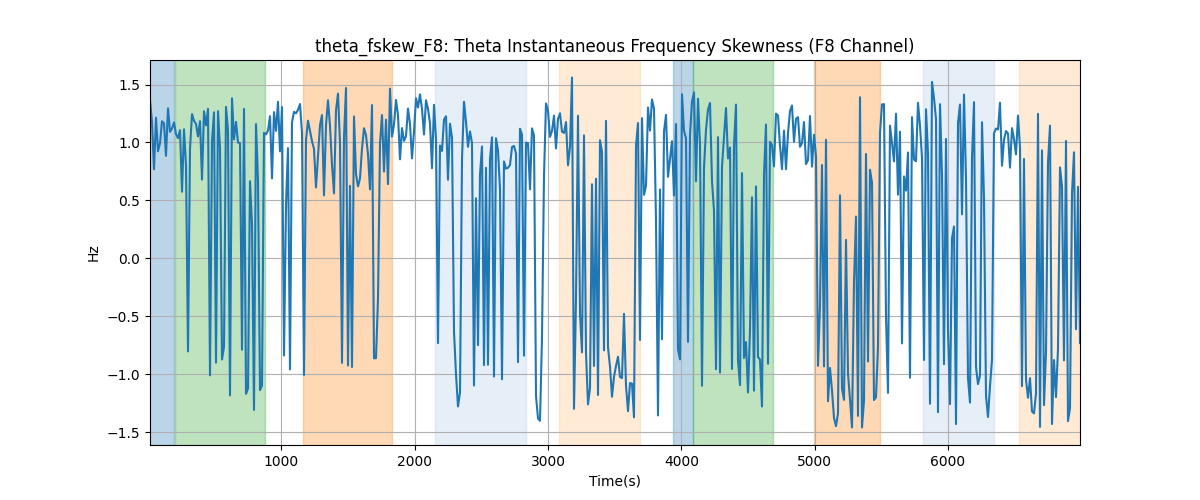 theta_fskew_F8: Theta Instantaneous Frequency Skewness (F8 Channel)
1.5
1.0
0.5
0.0
−0.5
−1.0
−1.5
Hz
1000 2000 3000 4000 5000 6000
Time(s)